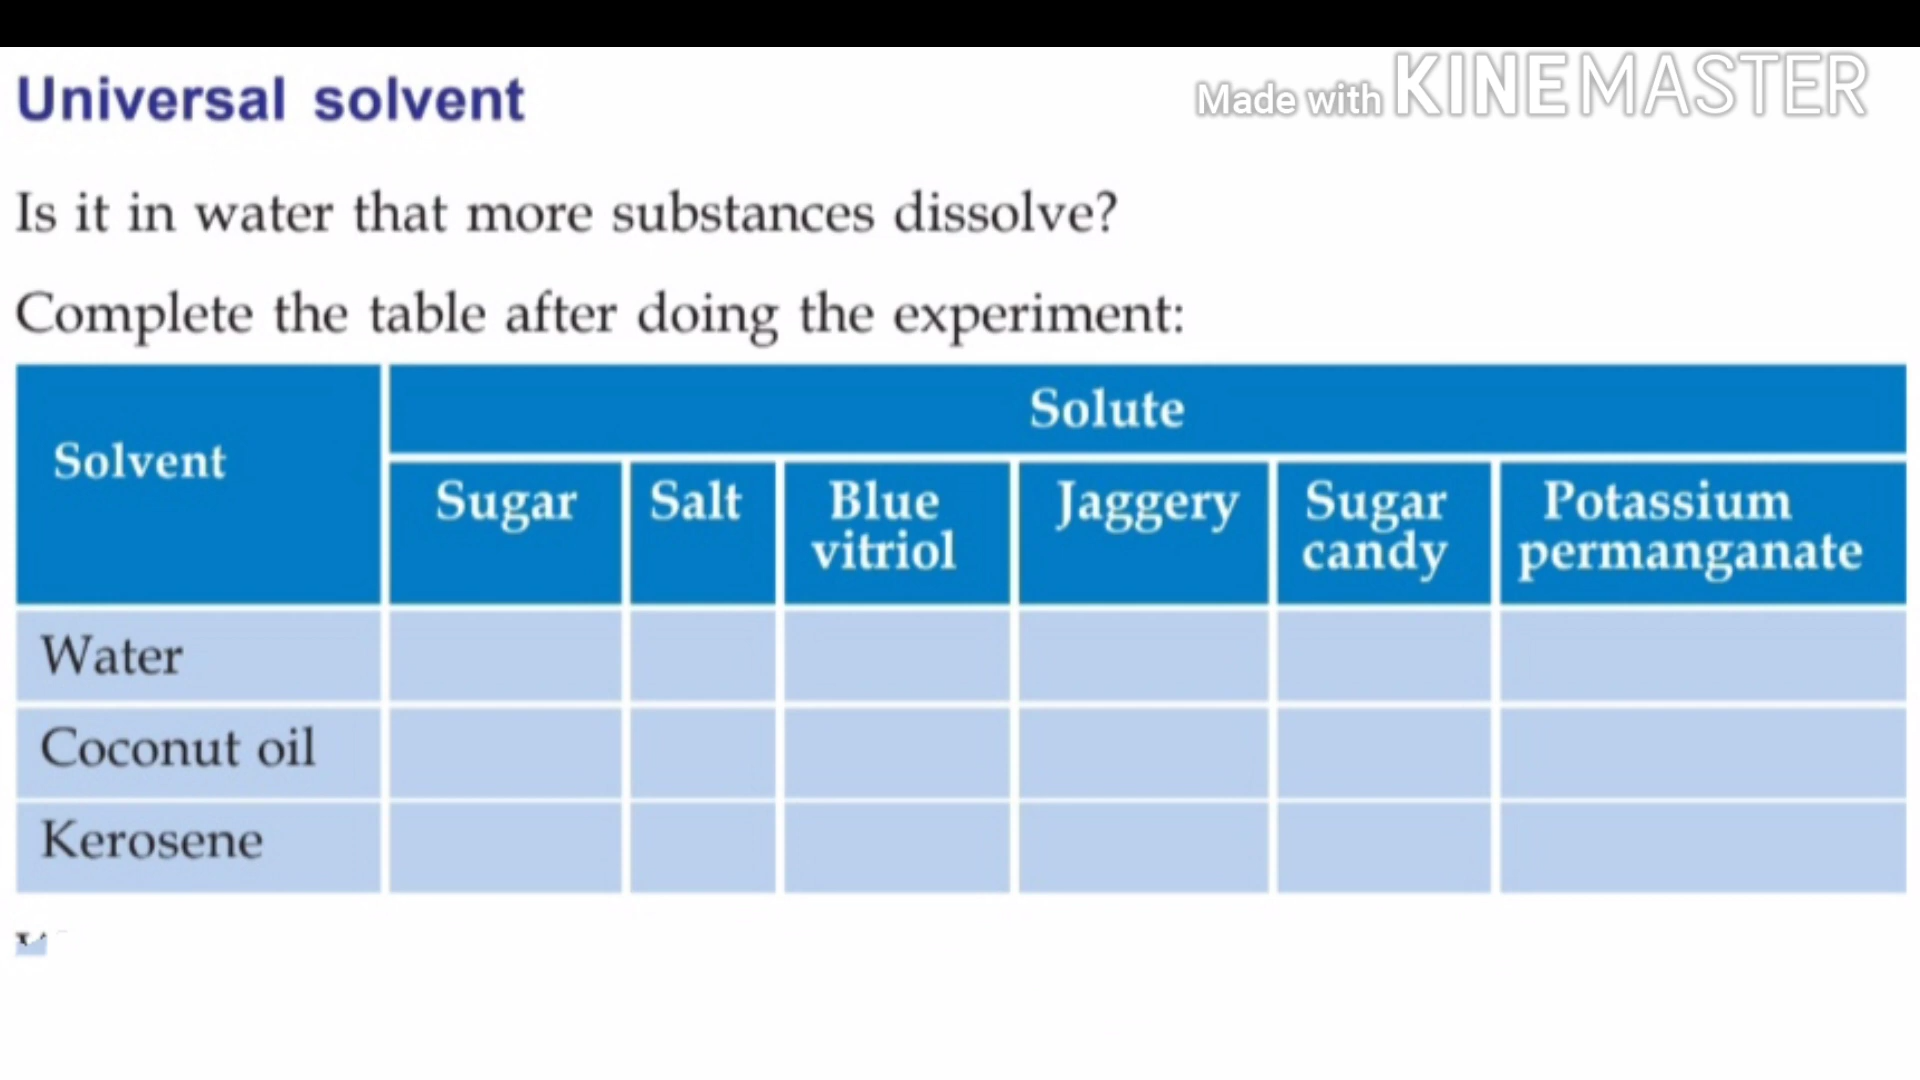 Universal solvent
Made with KINEMASTER
Is it in water that more substances dissolve?
Complete the table after doing the experiment:
Solvent
Solute
Sugar
Salt
Blue
vitriol
Jaggery
Sugar
candy
Potassium
permanganate
Water
Coconut oil
Kerosene